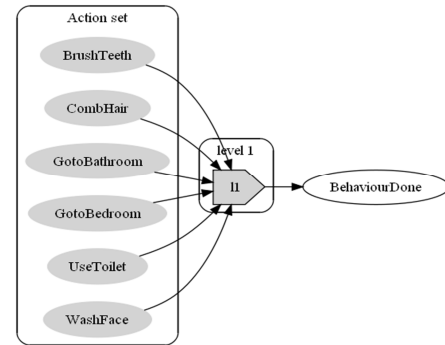 Action set
BrushTeeth
CombHair
GotoBathroom
GotoBedroom
UseToilet
WashFace
level 1
l1
BehaviourDone